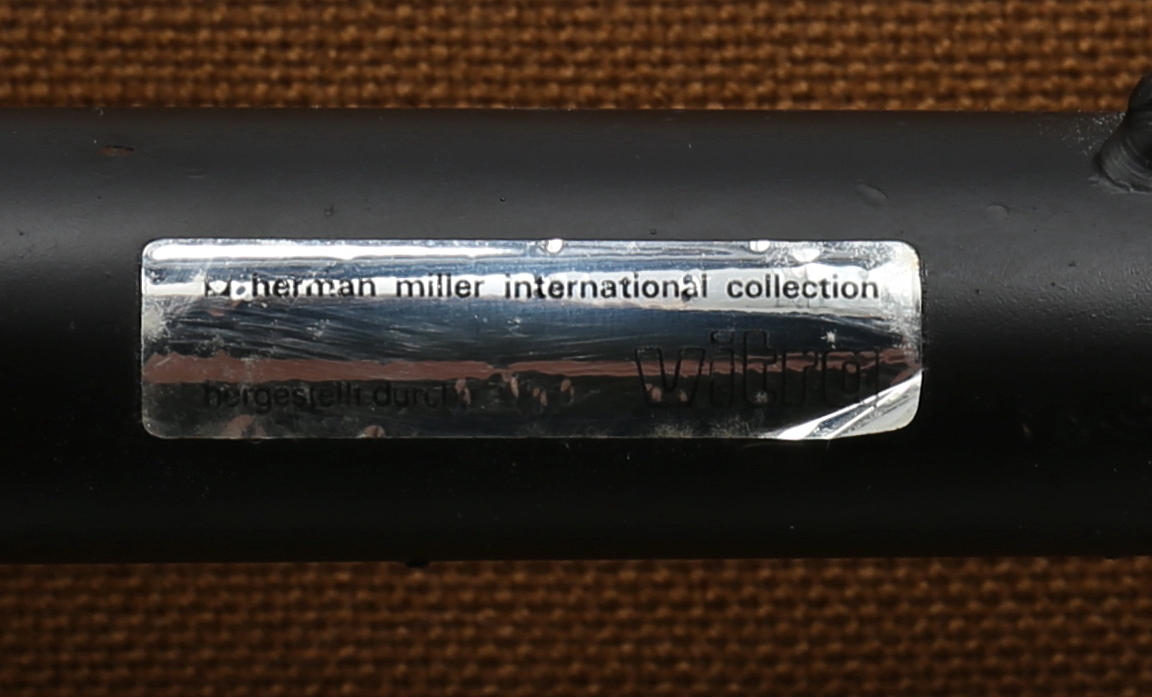 herman miller international collection
hergestellt durch: vitra